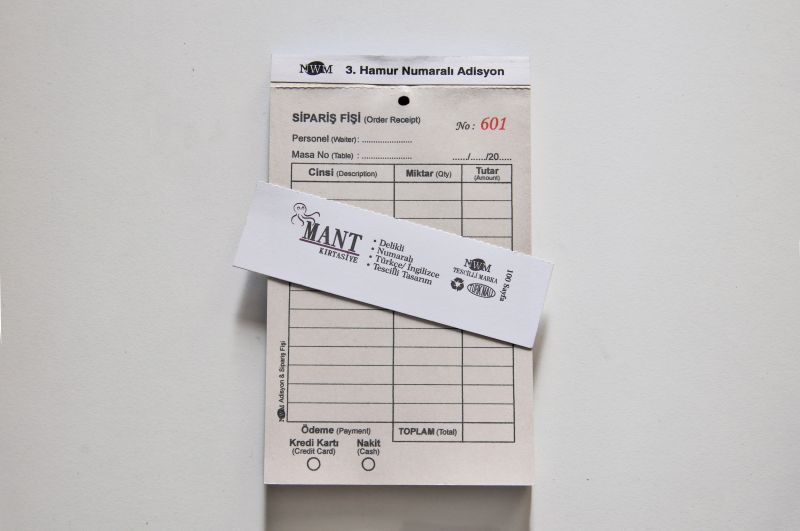 NWM 3. Hamur Numaralı Adisyon
SİPARİŞ FİŞİ (Order Receipt)
No: 601
Personel (Waiter): ......................
Masa No (Table) : ......................
....../....../20.....
Cinsi (Description) Miktar (Qty) Tutar (Amount)
MANT
KIRTASİYE
• Delikli
• Numaralı
• Türkçe/ İngilizce
• Tescilli Tasarım
NWM
TESCİLLİ MARKA
TÜRK MALI
100 Sayfa
Adisyon & Sipariş Fişi
Ödeme (Payment)
TOPLAM (Total)
Kredi Kartı Nakit
(Credit Card) (Cash)